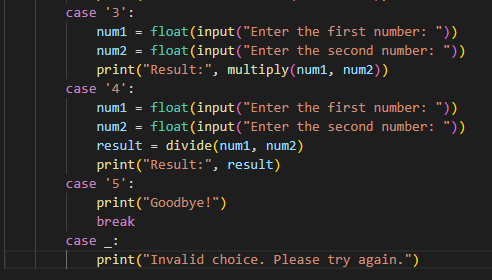 case '3':
num1 = float(input("Enter the first number: "))
num2 = float(input("Enter the second number: "))
print("Result:", multiply(num1, num2))
case '4':
num1 = float(input("Enter the first number: "))
num2 = float(input("Enter the second number: "))
result = divide(num1, num2)
print("Result:", result)
case '5':
print("Goodbye!")
break
case _:
print("Invalid choice. Please try again.")